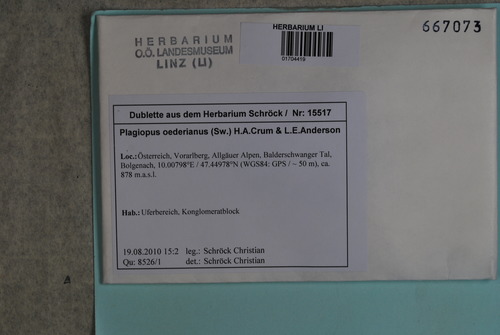 HERBARIUM
O.Ö. LANDESMUSEUM
LINZ (LI)
HERBARIUM LI
01704419
667073
Dublette aus dem Herbarium Schröck / Nr: 15517
Plagiopus oederianus (Sw.) H.A.Crum & L.E.Anderson
Loc.:Österreich, Vorarlberg, Allgäuer Alpen, Balderschwanger Tal,
Bolgenach, 10.00798°E / 47.44978°N (WGS84: GPS / ~ 50 m), ca.
878 m.a.s.l.
Hab.:Uferbereich, Konglomeratblock
19.08.2010 15:2 leg.: Schröck Christian
Qu: 8526/1 det.: Schröck Christian